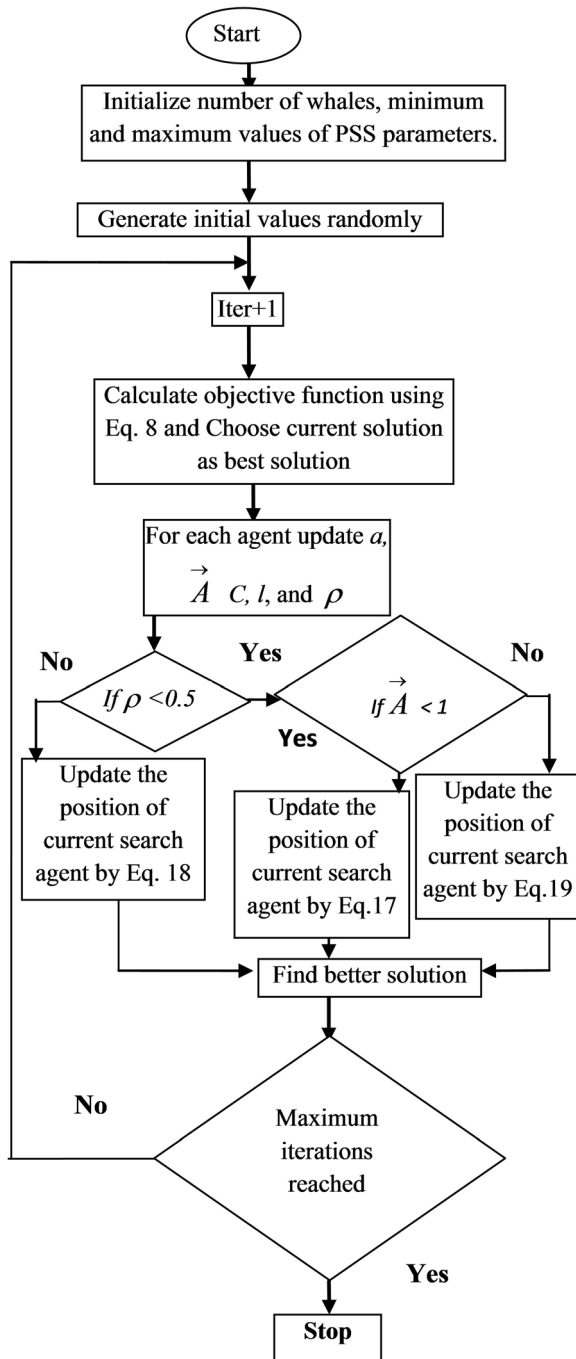 Start
Initialize number of whales, minimum
and maximum values of PSS parameters.
Generate initial values randomly
Iter+1
Calculate objective function using
Eq. 8 and Choose current solution
as best solution
For each agent update a,
→
A C, l, and ρ
No
Yes
No
If ρ <0.5
→
If A < 1
Yes
Update the
position of
current search
agent by Eq. 18
Update the
position of
current search
agent by Eq.17
Update the
position of
current search
agent by Eq.19
Find better solution
No
Maximum
iterations
reached
Yes
Stop